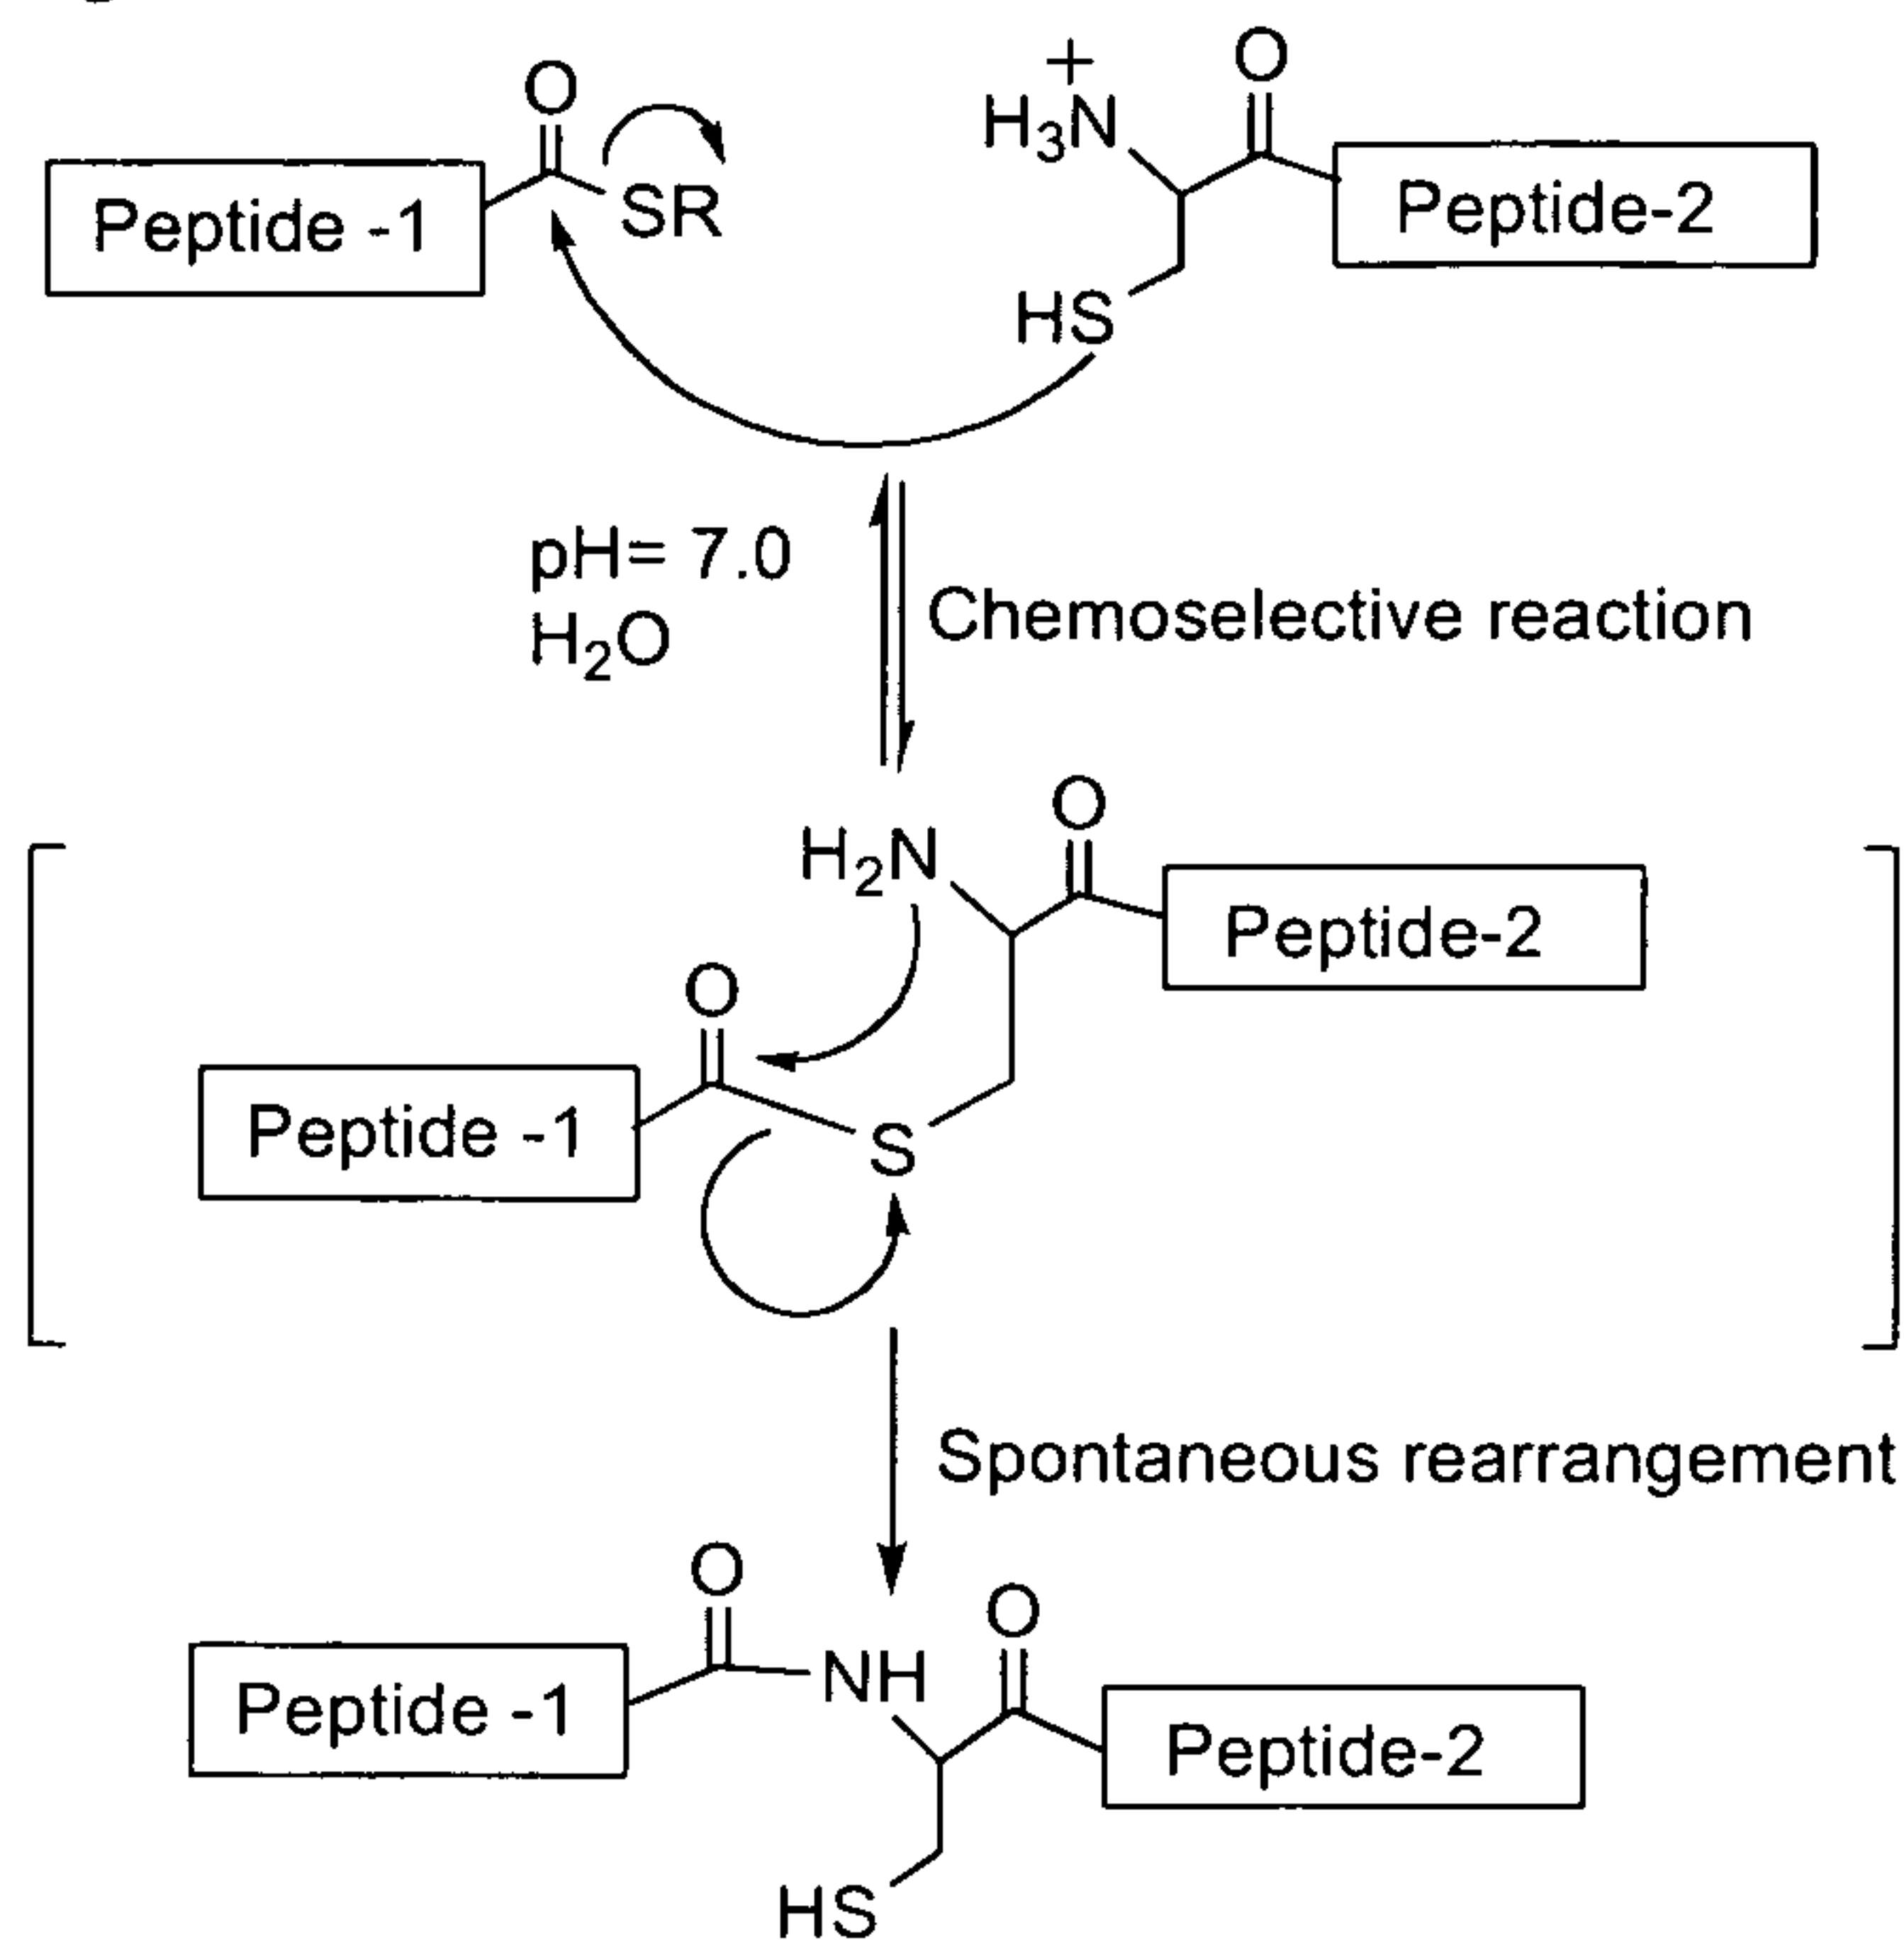 O
+
H₃N
O
Peptide -1
SR
Peptide-2
HS
pH= 7.0
H₂O
Chemoselective reaction
O
H₂N
Peptide-2
O
Peptide -1
S
Spontaneous rearrangement
O
O
Peptide -1
NH
Peptide-2
HS